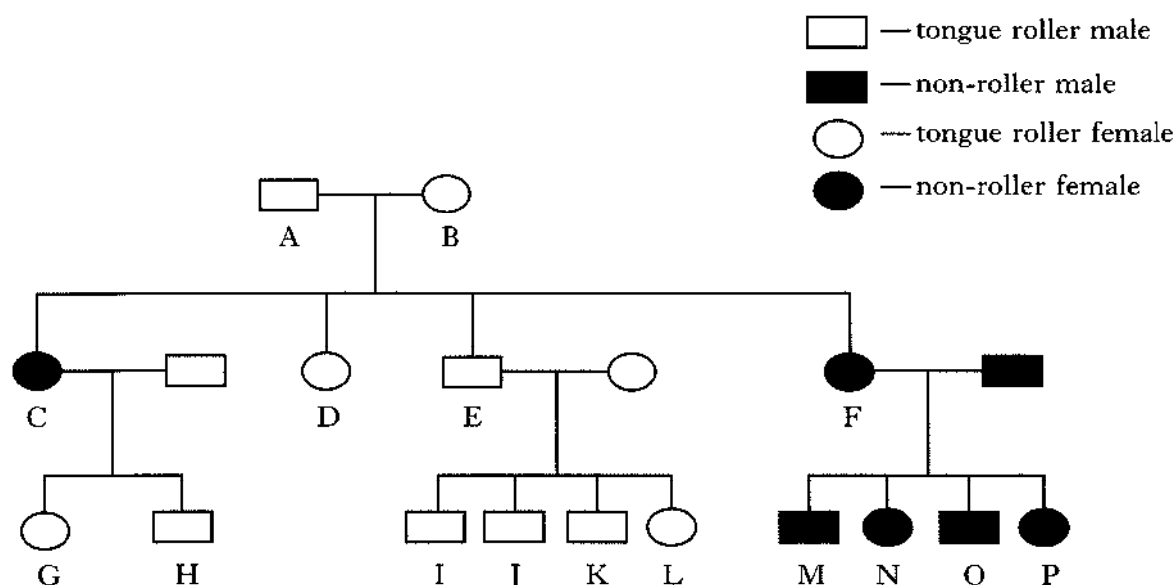 — tongue roller male
— non-roller male
— tongue roller female
— non-roller female
A B
C D E F
G H I J K L M N O P